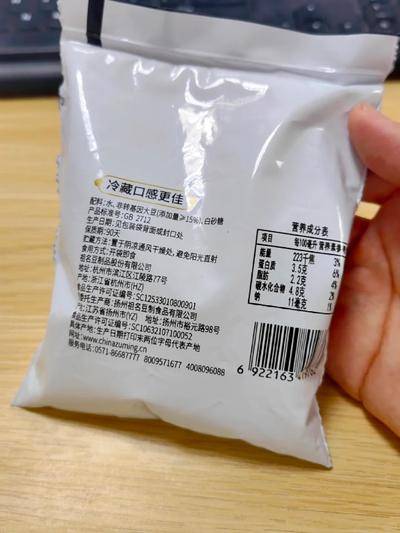 冷藏口感更佳
配料:水、非转基因大豆(添加量≥15%)、白砂糖
产品标准号:GB 2712
生产日期:见包装袋背面或封口处
保质期:90天
贮藏方法:置于阴凉通风干燥处,避免阳光直射
食用方法:开袋即食
祖名豆制品股份有限公司
地址:杭州市滨江区江陵路77号
产地:浙江省杭州市(HZ)
食品生产许可证编号:SC12533010800901
委托生产商:扬州祖名豆制食品有限公司
产地:江苏省扬州市(YZ) 地址:扬州市裕元路98号
食品生产许可证编号:SC10632107100052
具体产地:生产日期打印末两位字母代表产地
www.chinazuming.cn
服务电话:0571-86687777 8009571677 4008096088
营养成分表
项目 每100毫升 营养素参考
能量 223千焦 3%
蛋白质 3.5克 6%
脂肪 2.2克 4%
碳水化合物 4.8克 2%
钠 11毫克 1%
6 922163